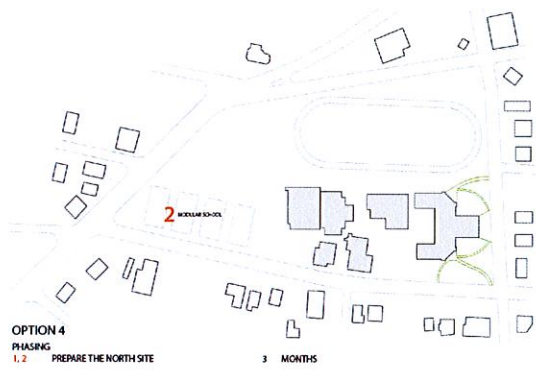 2 MODULAR SCHOOL
OPTION 4
PHASING
1, 2 PREPARE THE NORTH SITE 3 MONTHS